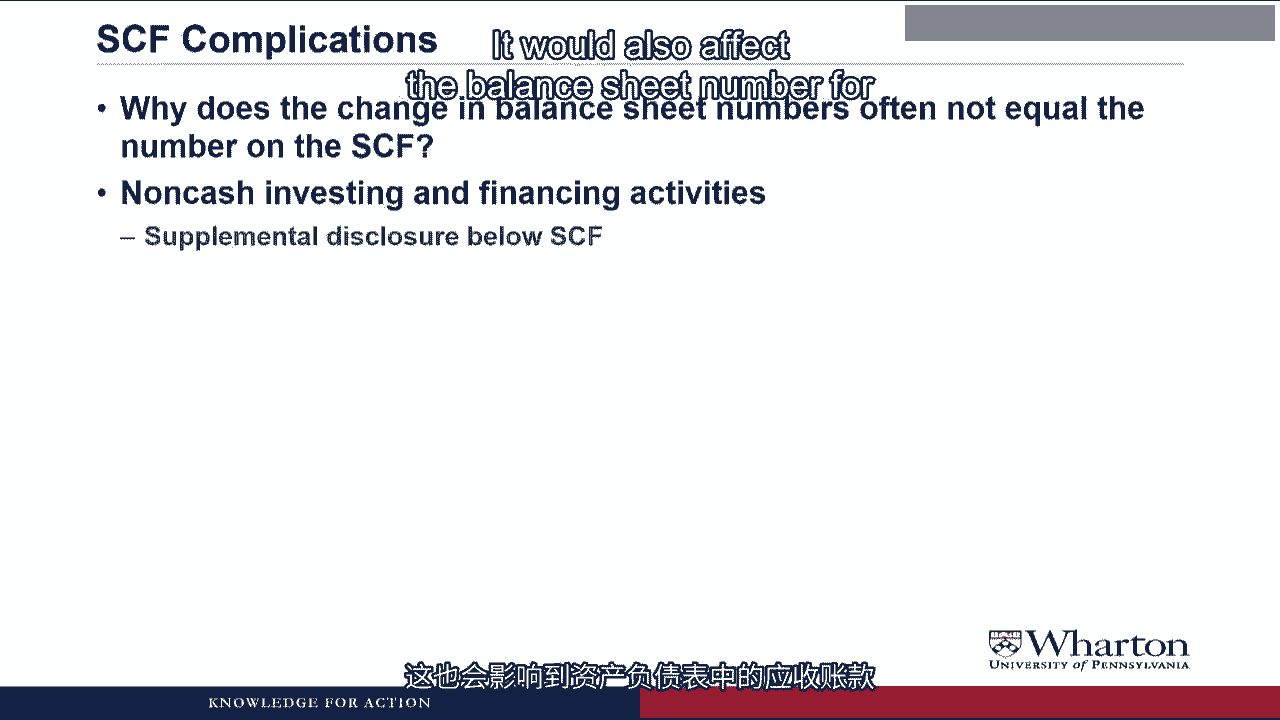 SCF Complications
It would also affect
the balance sheet number for
• Why does the change in balance sheet numbers often not equal the
number on the SCF?
• Noncash investing and financing activities
– Supplemental disclosure below SCF
Wharton
UNIVERSITY of PENNSYLVANIA
这也会影响到资产负债表中的应收账款
KNOWLEDGE FOR ACTION